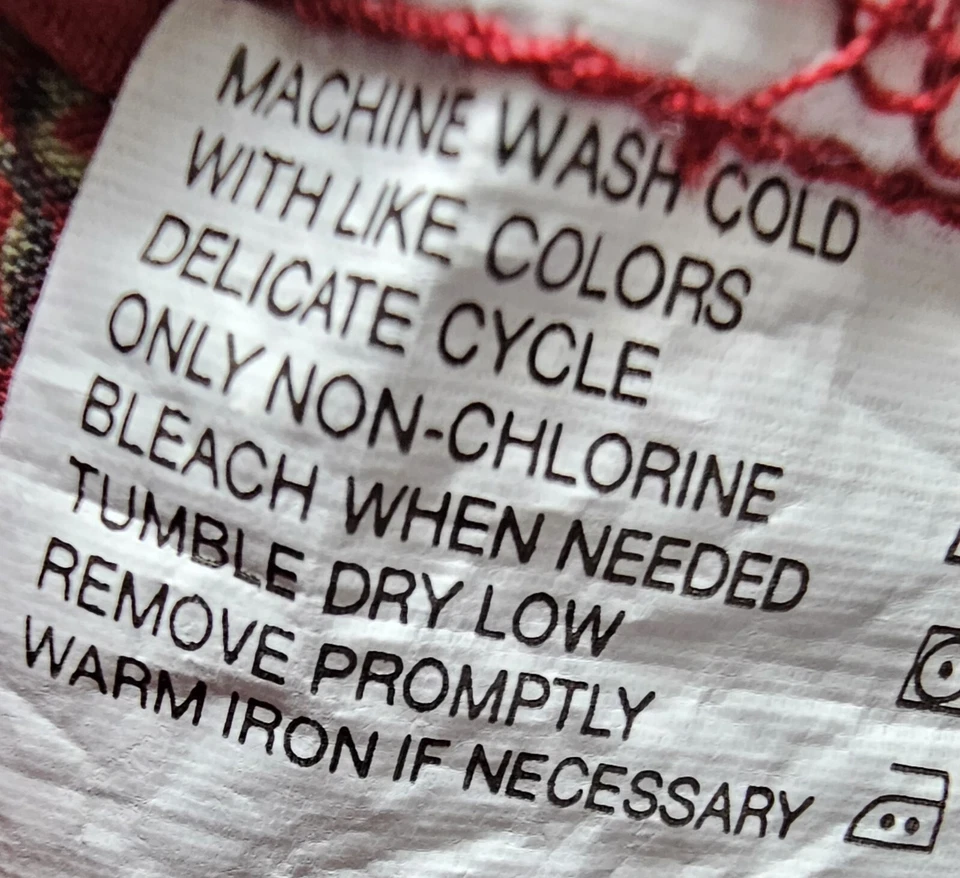 MACHINE WASH COLD
WITH LIKE COLORS
DELICATE CYCLE
ONLY NON-CHLORINE
BLEACH WHEN NEEDED
TUMBLE DRY LOW
REMOVE PROMPTLY
WARM IRON IF NECESSARY